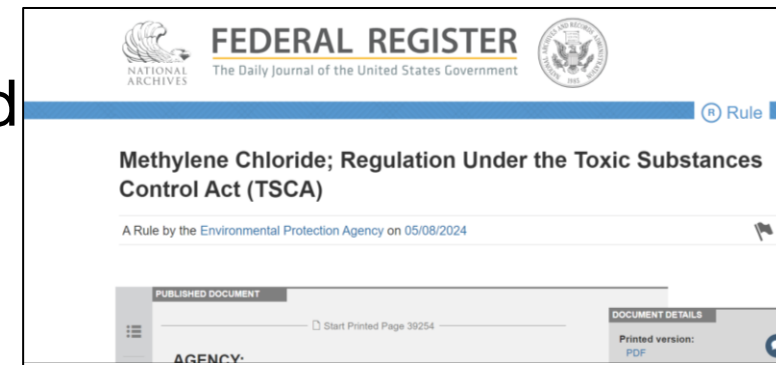 d
NATIONAL
ARCHIVES
FEDERAL REGISTER
The Daily Journal of the United States Government
R Rule
Methylene Chloride; Regulation Under the Toxic Substances
Control Act (TSCA)
A Rule by the Environmental Protection Agency on 05/08/2024
PUBLISHED DOCUMENT
Start Printed Page 39254
AGENCY:
DOCUMENT DETAILS
Printed version:
PDF